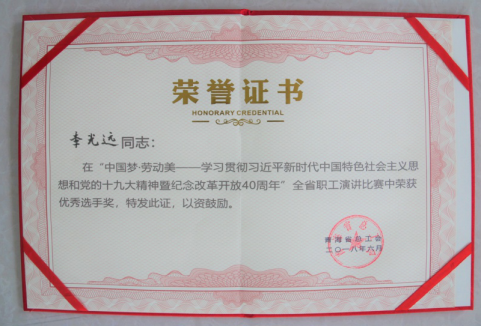 荣誉证书
HONORARY CREDENTIAL
李光远同志：
在“中国梦·劳动美——学习贯彻习近平新时代中国特色社会主义思
想和党的十九大精神暨纪念改革开放40周年”全省职工演讲比赛中荣获
优秀选手奖，特发此证，以资鼓励。
青海省总工会
二〇一八年六月